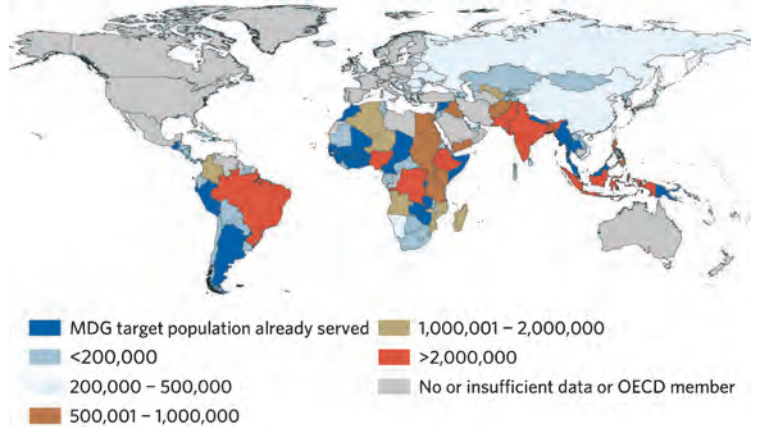 MDG target population already served
<200,000
200,000 – 500,000
500,001 – 1,000,000
1,000,001 – 2,000,000
>2,000,000
No or insufficient data or OECD member